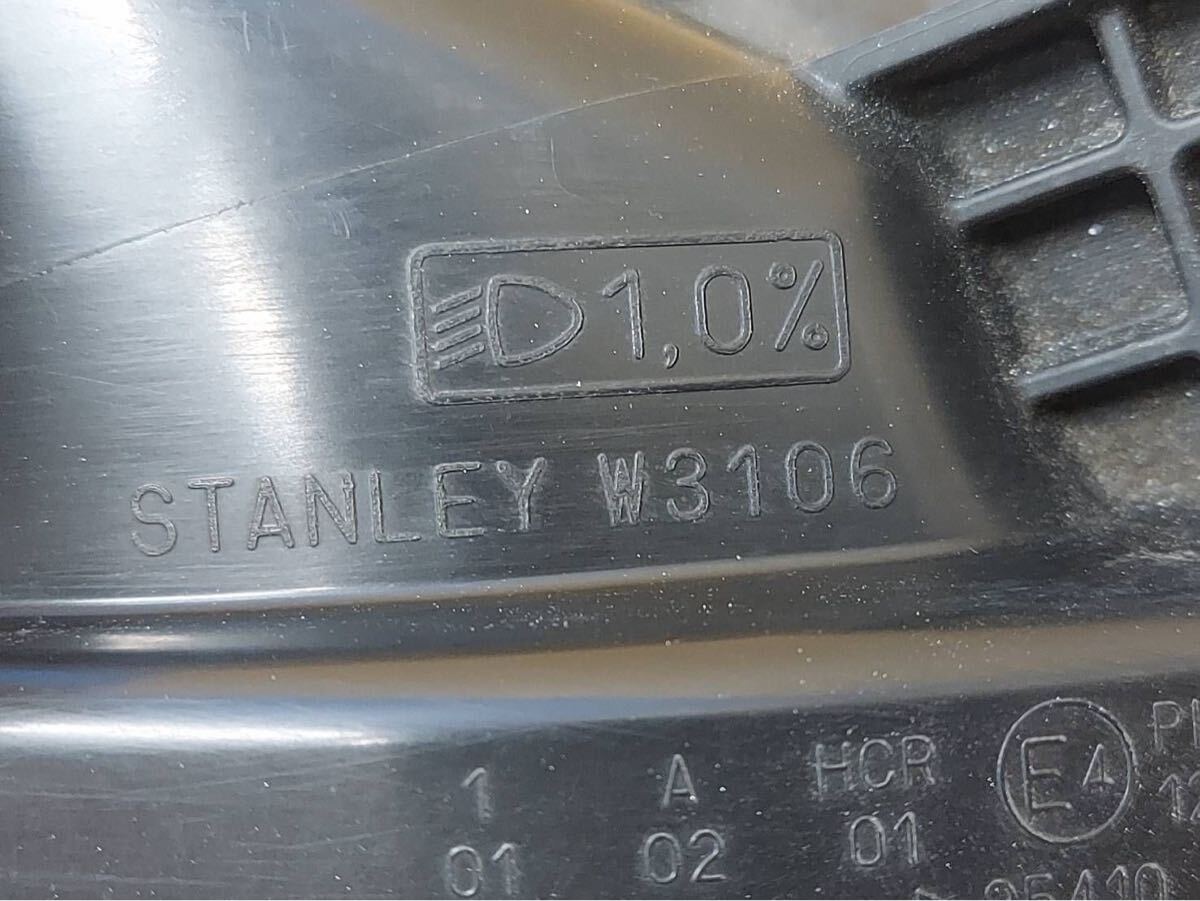 1,0%
STANLEY W3106
1 A HCR E4
01 02 01